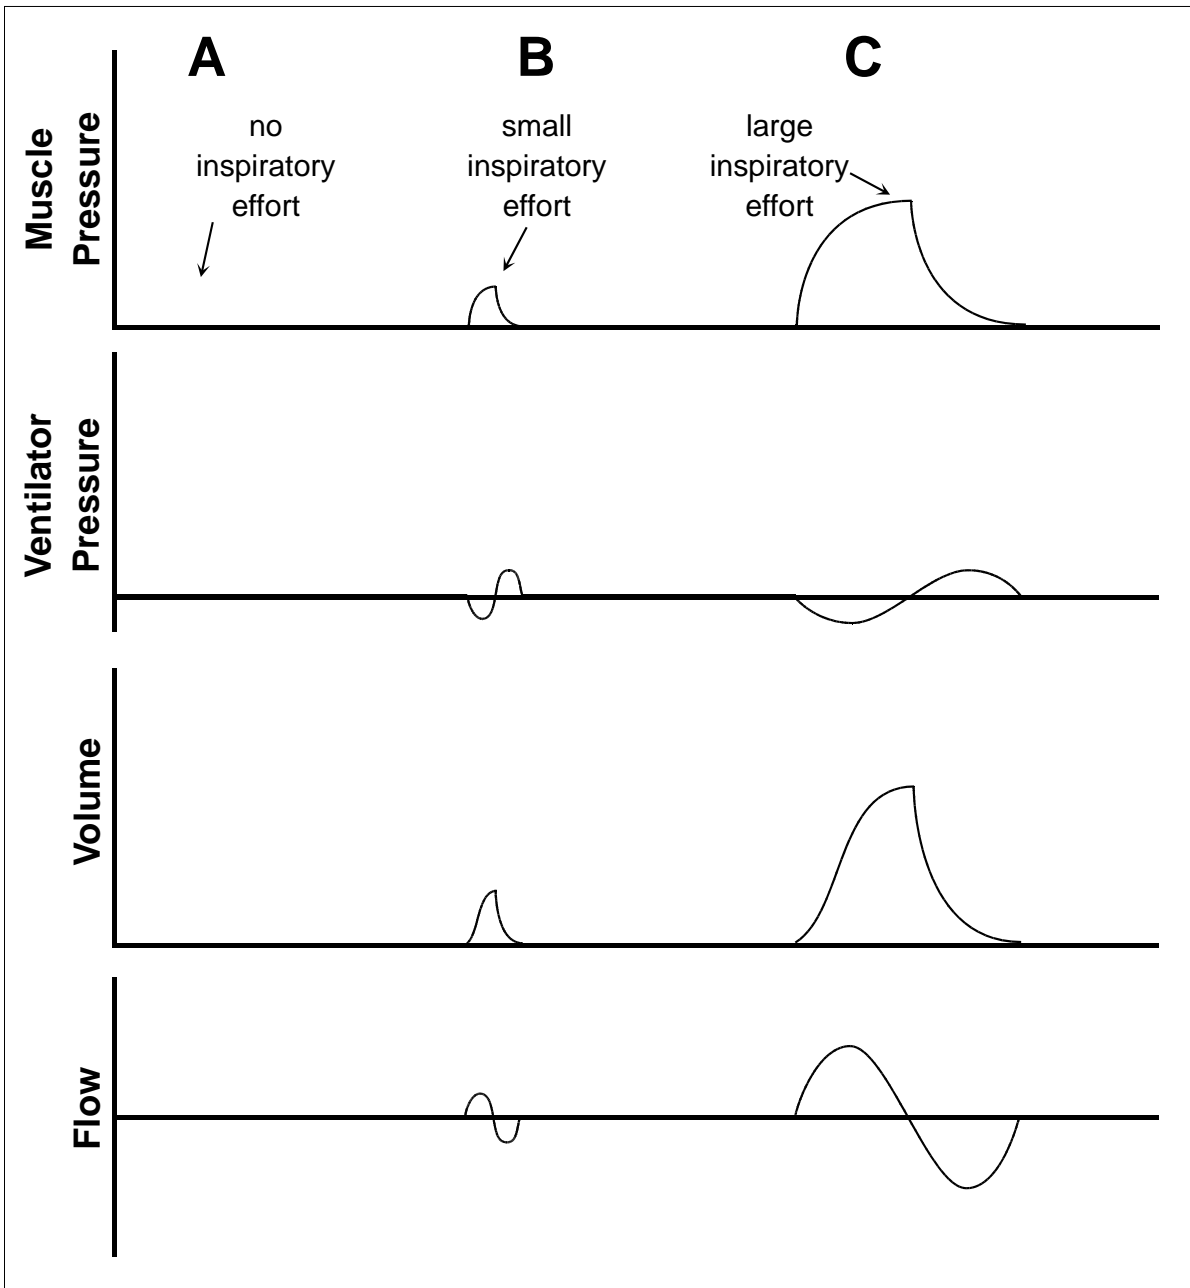 A
B
C
no
inspiratory
effort
small
inspiratory
effort
large
inspiratory
effort
Muscle
Pressure
Ventilator
Pressure
Volume
Flow